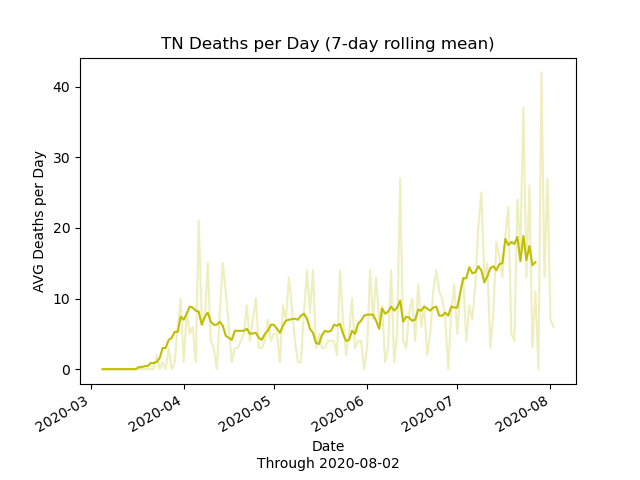 TN Deaths per Day (7-day rolling mean)
AVG Deaths per Day
40
30
20
10
0
2020-03
2020-04
2020-05
2020-06
2020-07
2020-08
Date
Through 2020-08-02